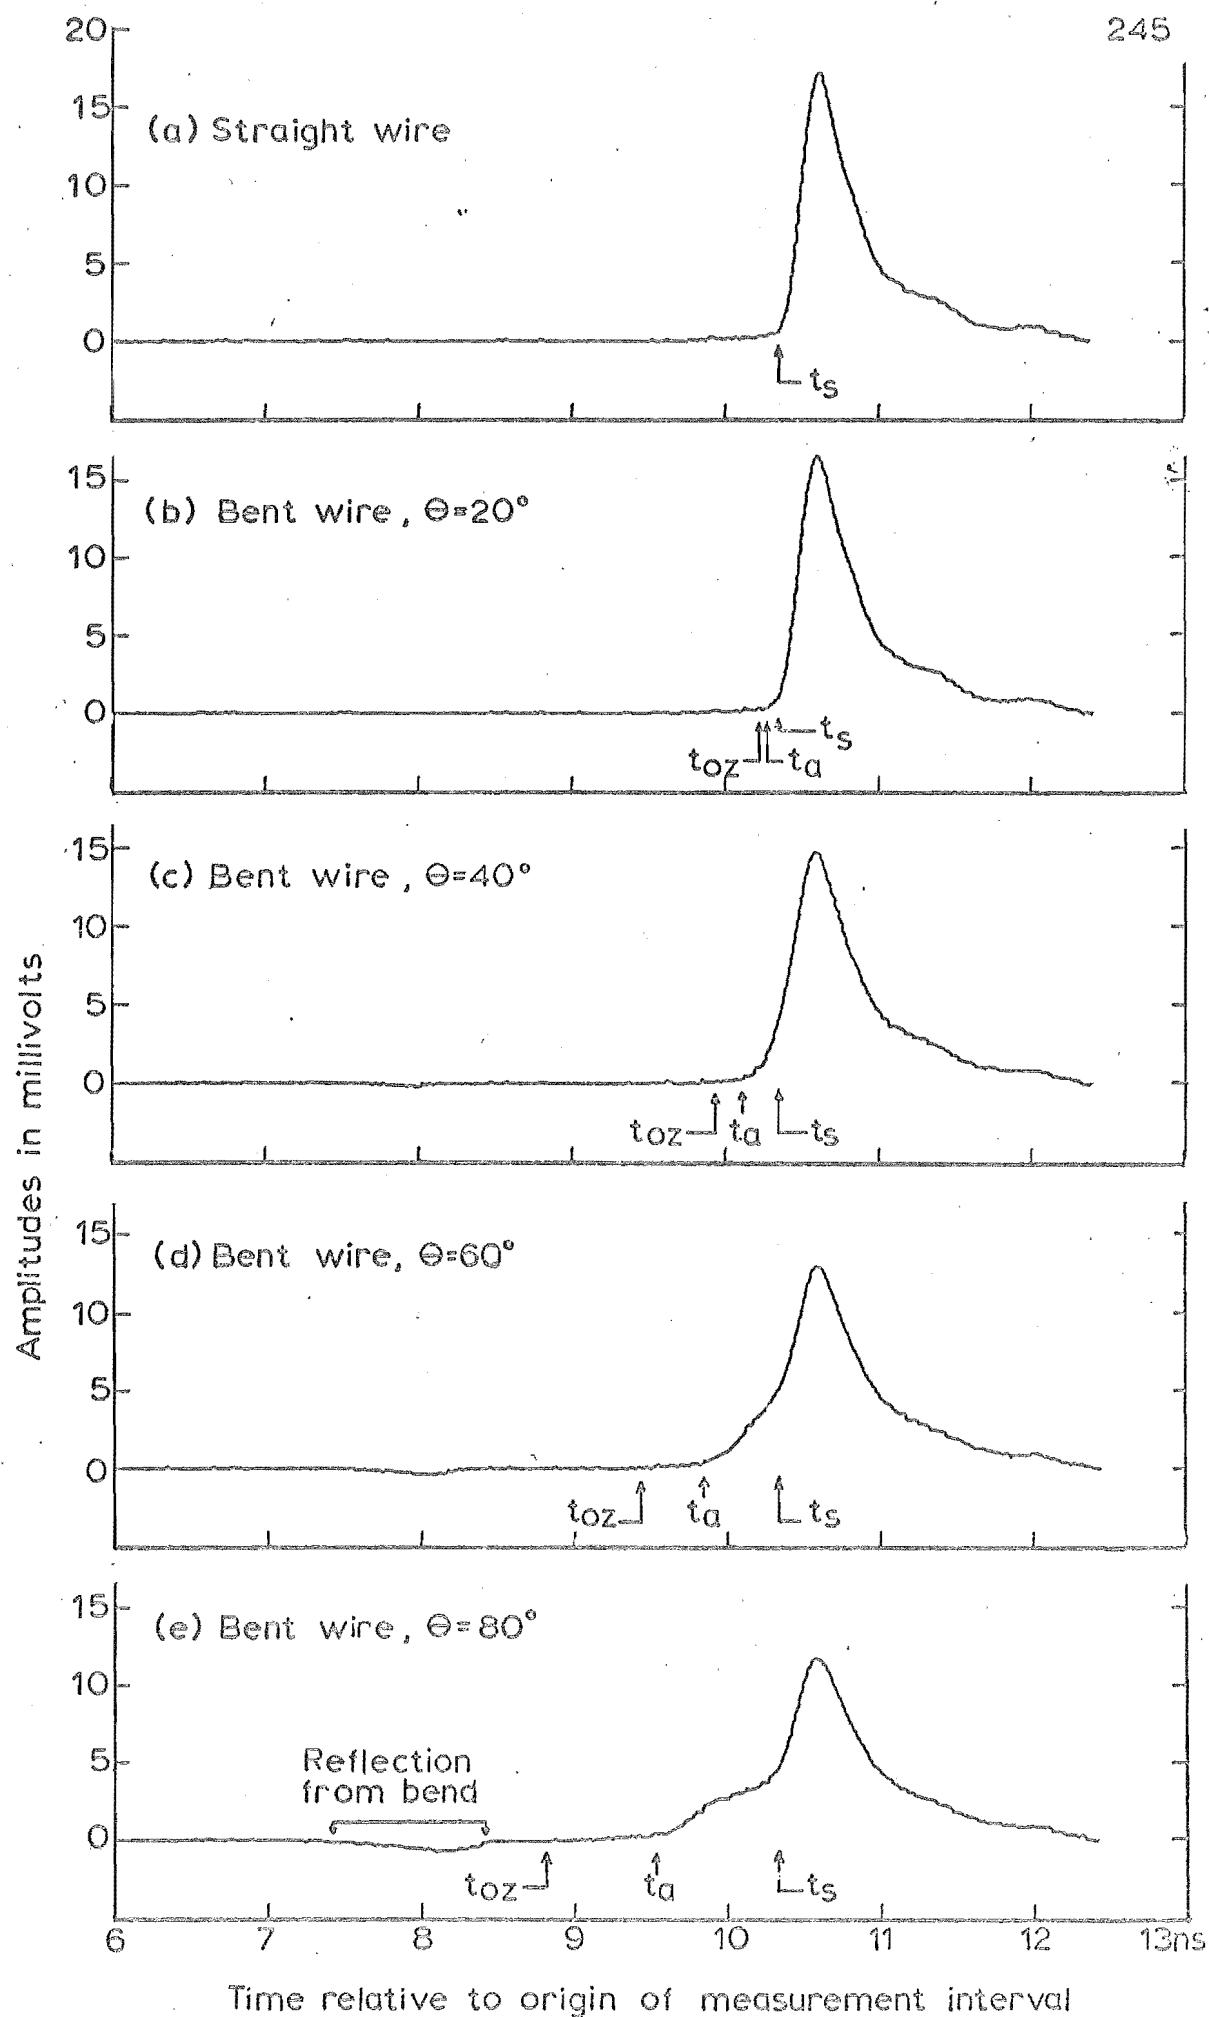 245
20
15
10
5
0
(a) Straight wire
ts
15
10
5
0
(b) Bent wire, Θ=20°
ts
toz
ta
15
10
5
0
(c) Bent wire, Θ=40°
toz
ta
ts
Amplitudes in millivolts
15
10
5
0
(d) Bent wire, Θ=60°
toz
ta
ts
15
10
5
0
(e) Bent wire, Θ=80°
Reflection
from bend
toz
ta
ts
6 7 8 9 10 11 12 13ns
Time relative to origin of measurement interval